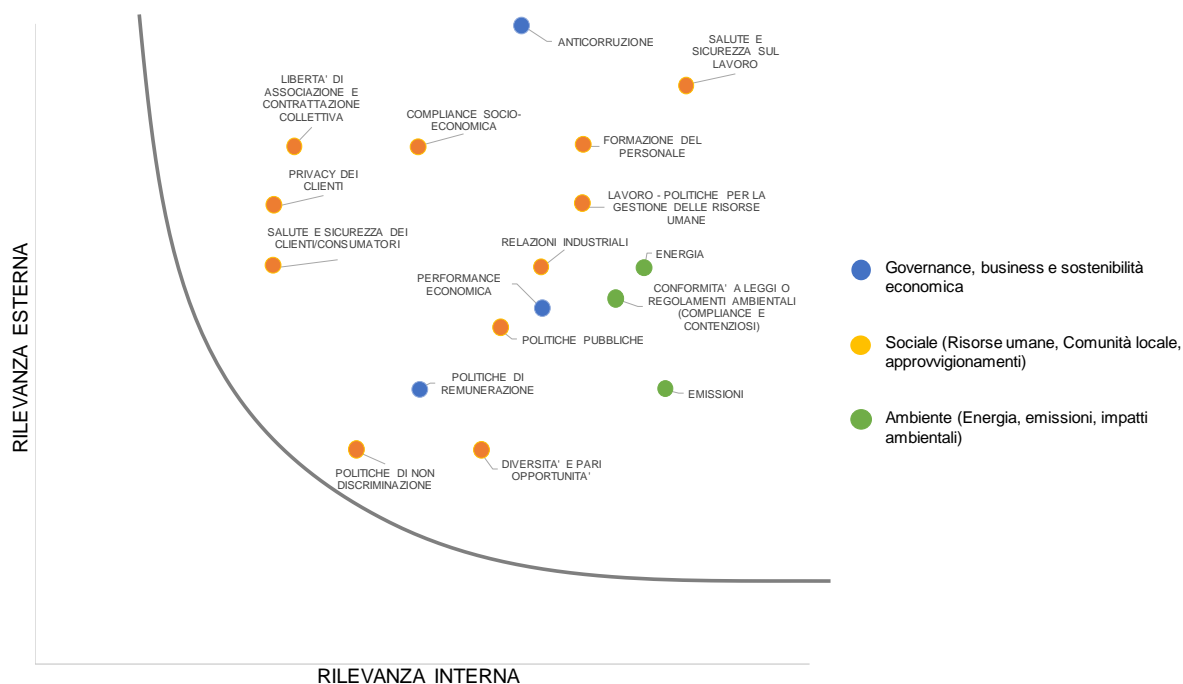 ANTICORRUZIONE
SALUTE E
SICUREZZA SUL
LAVORO
LIBERTA' DI
ASSOCIAZIONE E
CONTRATTAZIONE
COLLETTIVA
COMPLIANCE SOCIO-
ECONOMICA
FORMAZIONE DEL
PERSONALE
PRIVACY DEI
CLIENTI
LAVORO - POLITICHE PER LA
GESTIONE DELLE RISORSE
UMANE
SALUTE E SICUREZZA DEI
CLIENTI/CONSUMATORI
RELAZIONI INDUSTRIALI
ENERGIA
PERFORMANCE
ECONOMICA
CONFORMITA' A LEGGI O
REGOLAMENTI AMBIENTALI
(COMPLIANCE E
CONTENZIOSI)
POLITICHE PUBBLICHE
POLITICHE DI
REMUNERAZIONE
EMISSIONI
POLITICHE DI NON
DISCRIMINAZIONE
DIVERSITA' E PARI
OPPORTUNITA'
RILEVANZA ESTERNA
RILEVANZA INTERNA
Governance, business e sostenibilità
economica
Sociale (Risorse umane, Comunità locale,
approvvigionamenti)
Ambiente (Energia, emissioni, impatti
ambientali)